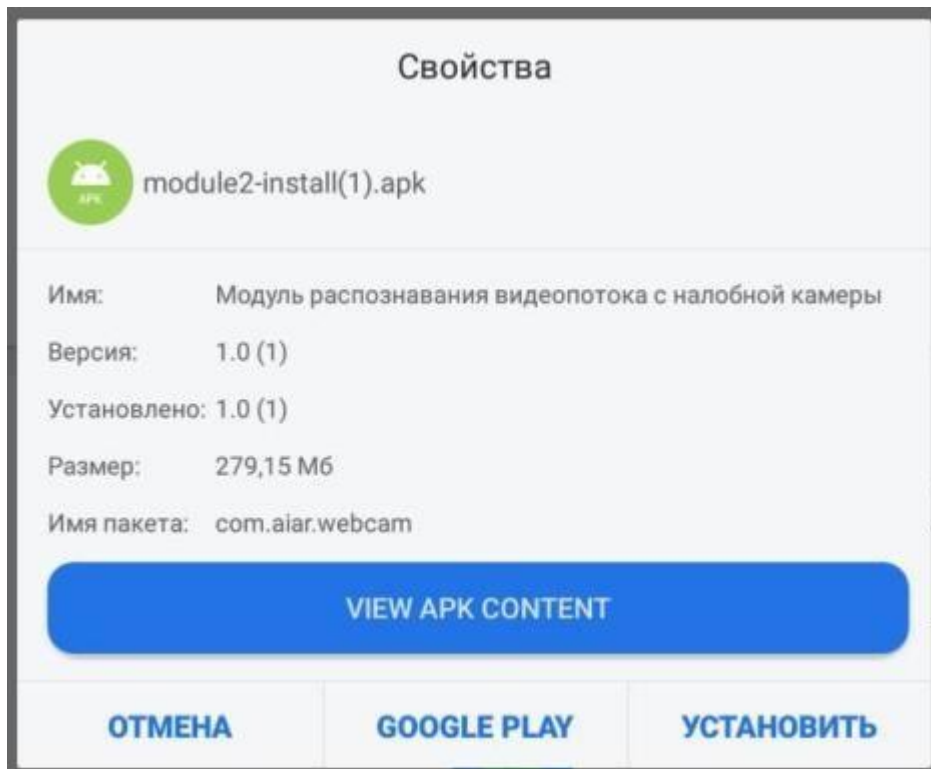 Свойства
APK
module2-install(1).apk
Имя: Модуль распознавания видеопотока с налобной камеры
Версия: 1.0 (1)
Установлено: 1.0 (1)
Размер: 279,15 Мб
Имя пакета: com.aiar.webcam
VIEW APK CONTENT
ОТМЕНА GOOGLE PLAY УСТАНОВИТЬ